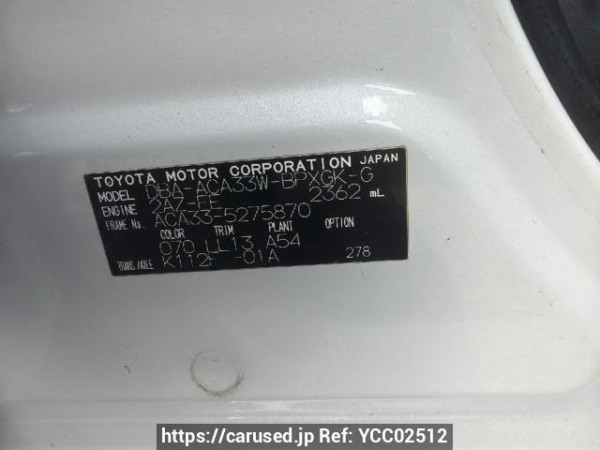 TOYOTA MOTOR CORPORATION JAPAN
MODEL DBA-ACA33W-BPXGK-G
ENGINE 2AZ-FE 2362 mL
FRAME No. ACA33-5275870
COLOR TRIM PLANT OPTION
070 LL13 A54
TRANS./AXLE K112F -01A 278
https://carused.jp Ref: YCC02512